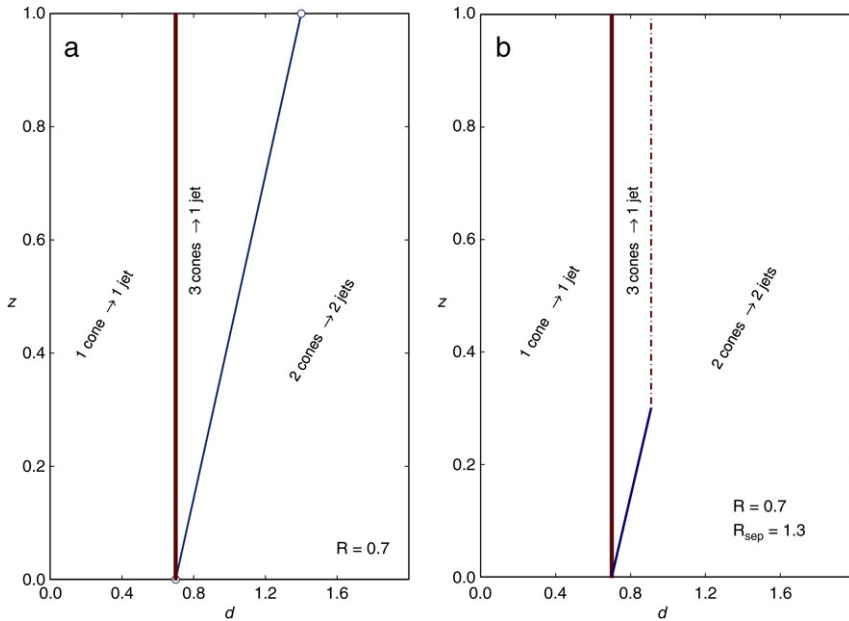 a
1.0
0.8
0.6
z
0.4
0.2
0.0
0.0
0.4
0.8
1.2
1.6
d
1 cone → 1 jet
3 cones → 1 jet
2 cones → 2 jets
R = 0.7
b
1.0
0.8
0.6
z
0.4
0.2
0.0
0.0
0.4
0.8
1.2
1.6
d
1 cone → 1 jet
3 cones → 1 jet
2 cones → 2 jets
R = 0.7
Rsep = 1.3